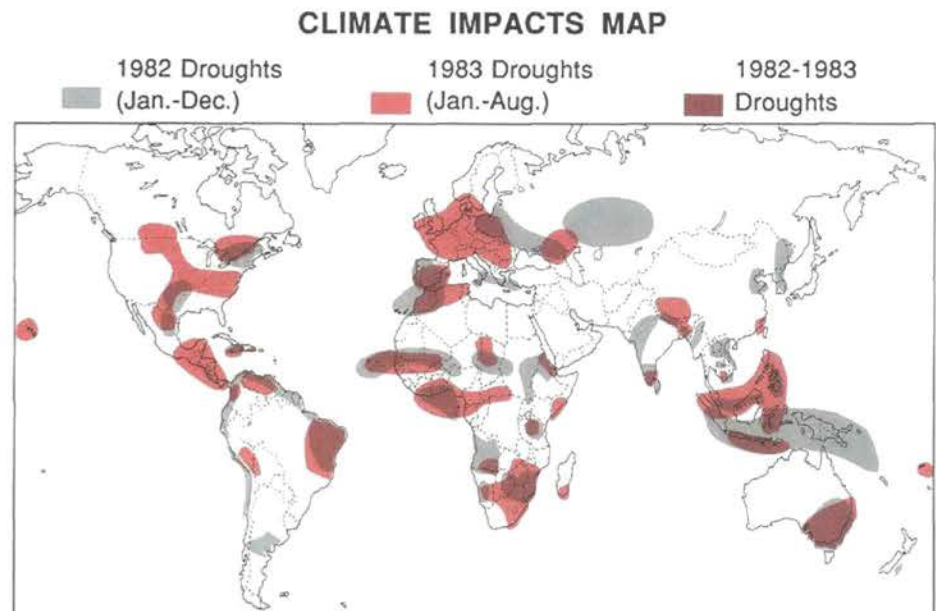 CLIMATE IMPACTS MAP
1982 Droughts
(Jan.-Dec.)
1983 Droughts
(Jan.-Aug.)
1982-1983
Droughts